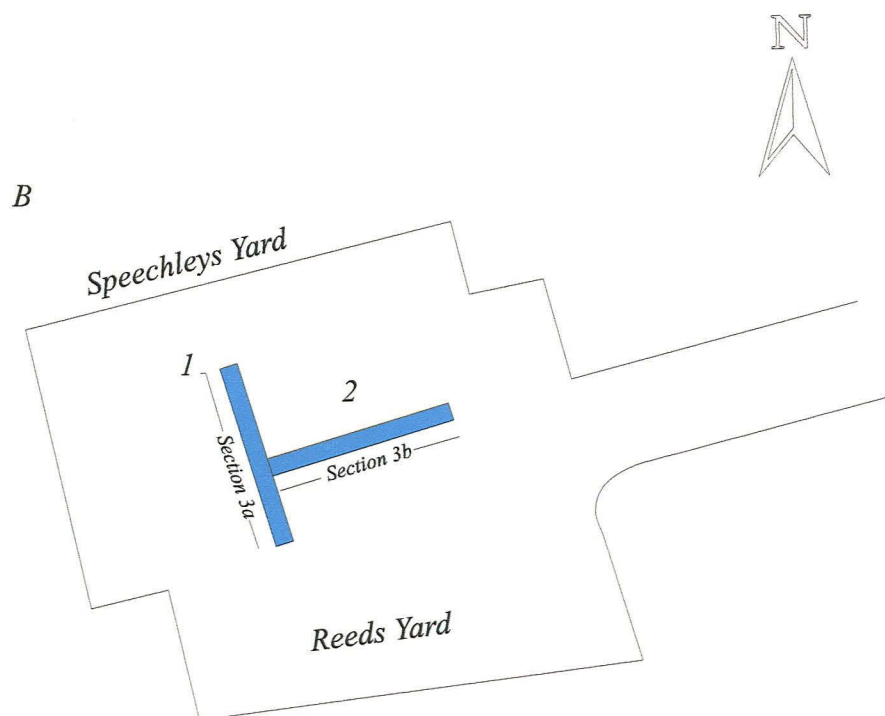 N
B
Speechleys Yard
1
2
Section 3a
Section 3b
Reeds Yard